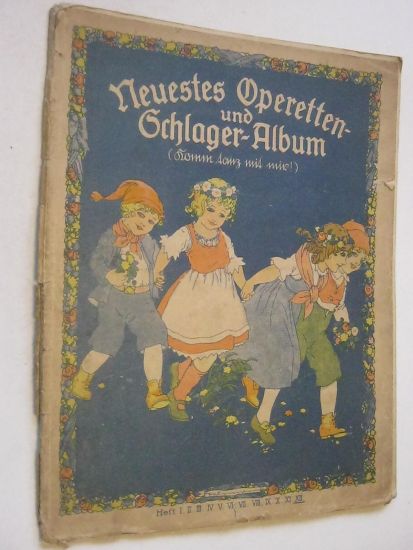 Neuestes Operetten-
und
Schlager-Album
(Komm tanz mit mir!)
Heft I II III IV V VI VII VIII IX X XI XII